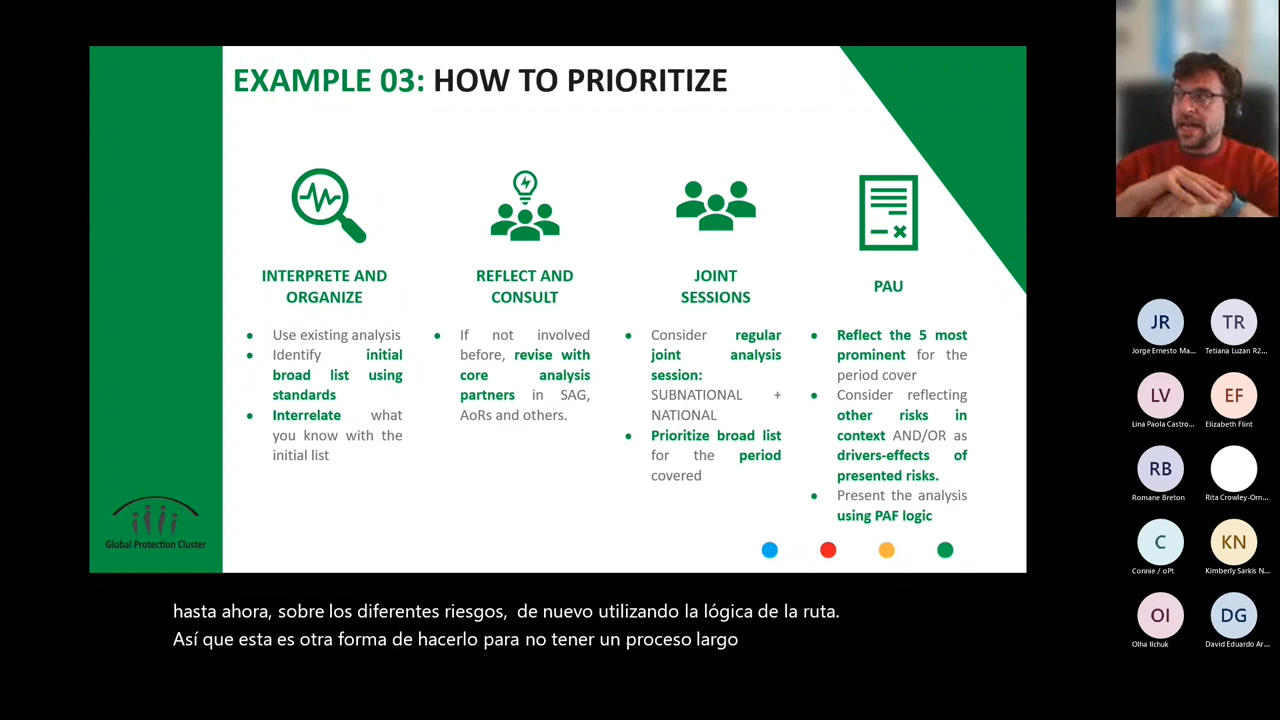 EXAMPLE 03: HOW TO PRIORITIZE
INTERPRETE AND
ORGANIZE
• Use existing analysis
• Identify initial
broad list using
standards
• Interrelate what
you know with the
initial list
REFLECT AND
CONSULT
• If not involved
before, revise with
core analysis
partners in SAG,
AoRs and others.
JOINT
SESSIONS
• Consider regular
joint analysis
session:
SUBNATIONAL +
NATIONAL
• Prioritize broad list
for the period
covered
PAU
• Reflect the 5 most
prominent for the
period cover
• Consider reflecting
other risks in
context AND/OR as
drivers-effects of
presented risks.
• Present the analysis
using PAF logic
Global Protection Cluster
hasta ahora, sobre los diferentes riesgos, de nuevo utilizando la lógica de la ruta.
Así que esta es otra forma de hacerlo para no tener un proceso largo
JR
Jorge Ernesto Ma...
TR
Tetiana Luzan R2...
LV
Lina Paola Castro...
EF
Elizabeth Flint
RB
Romane Breton
Rita Crowley-Orn...
C
Connie / oPt
KN
Kimberly Sarkis N...
OI
Olha Ilchuk
DG
David Eduardo Ar...